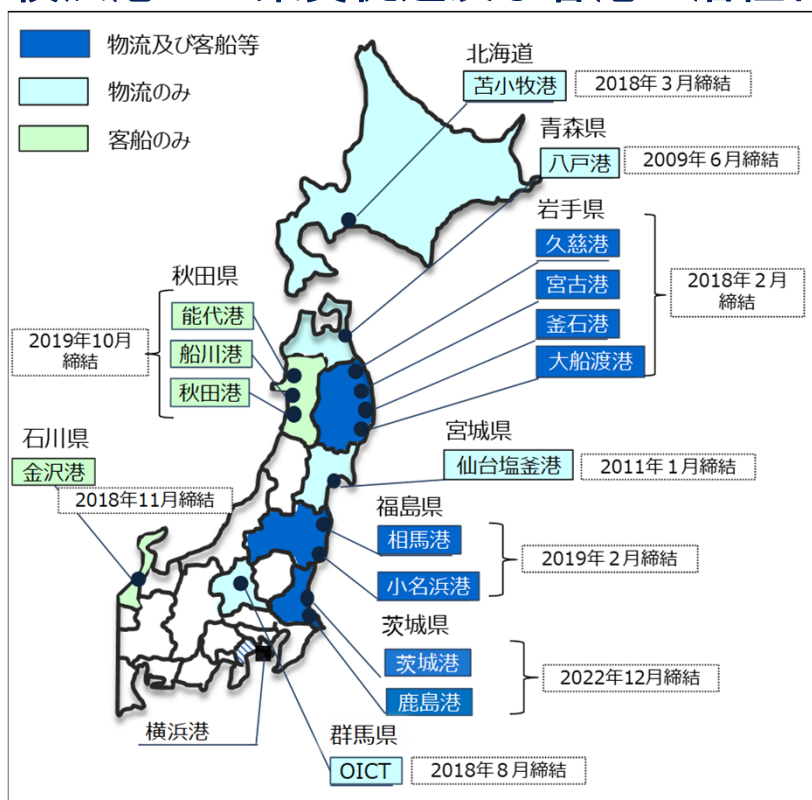 物流及び客船等
物流のみ
客船のみ
北海道
苫小牧港
2018年3月締結
青森県
八戸港
2009年6月締結
岩手県
久慈港
宮古港
釜石港
大船渡港
2018年2月
締結
秋田県
能代港
船川港
秋田港
2019年10月
締結
石川県
金沢港
2018年11月締結
宮城県
仙台塩釜港
2011年1月締結
福島県
相馬港
小名浜港
2019年2月締結
茨城県
茨城港
鹿島港
2022年12月締結
横浜港
群馬県
OICT
2018年8月締結